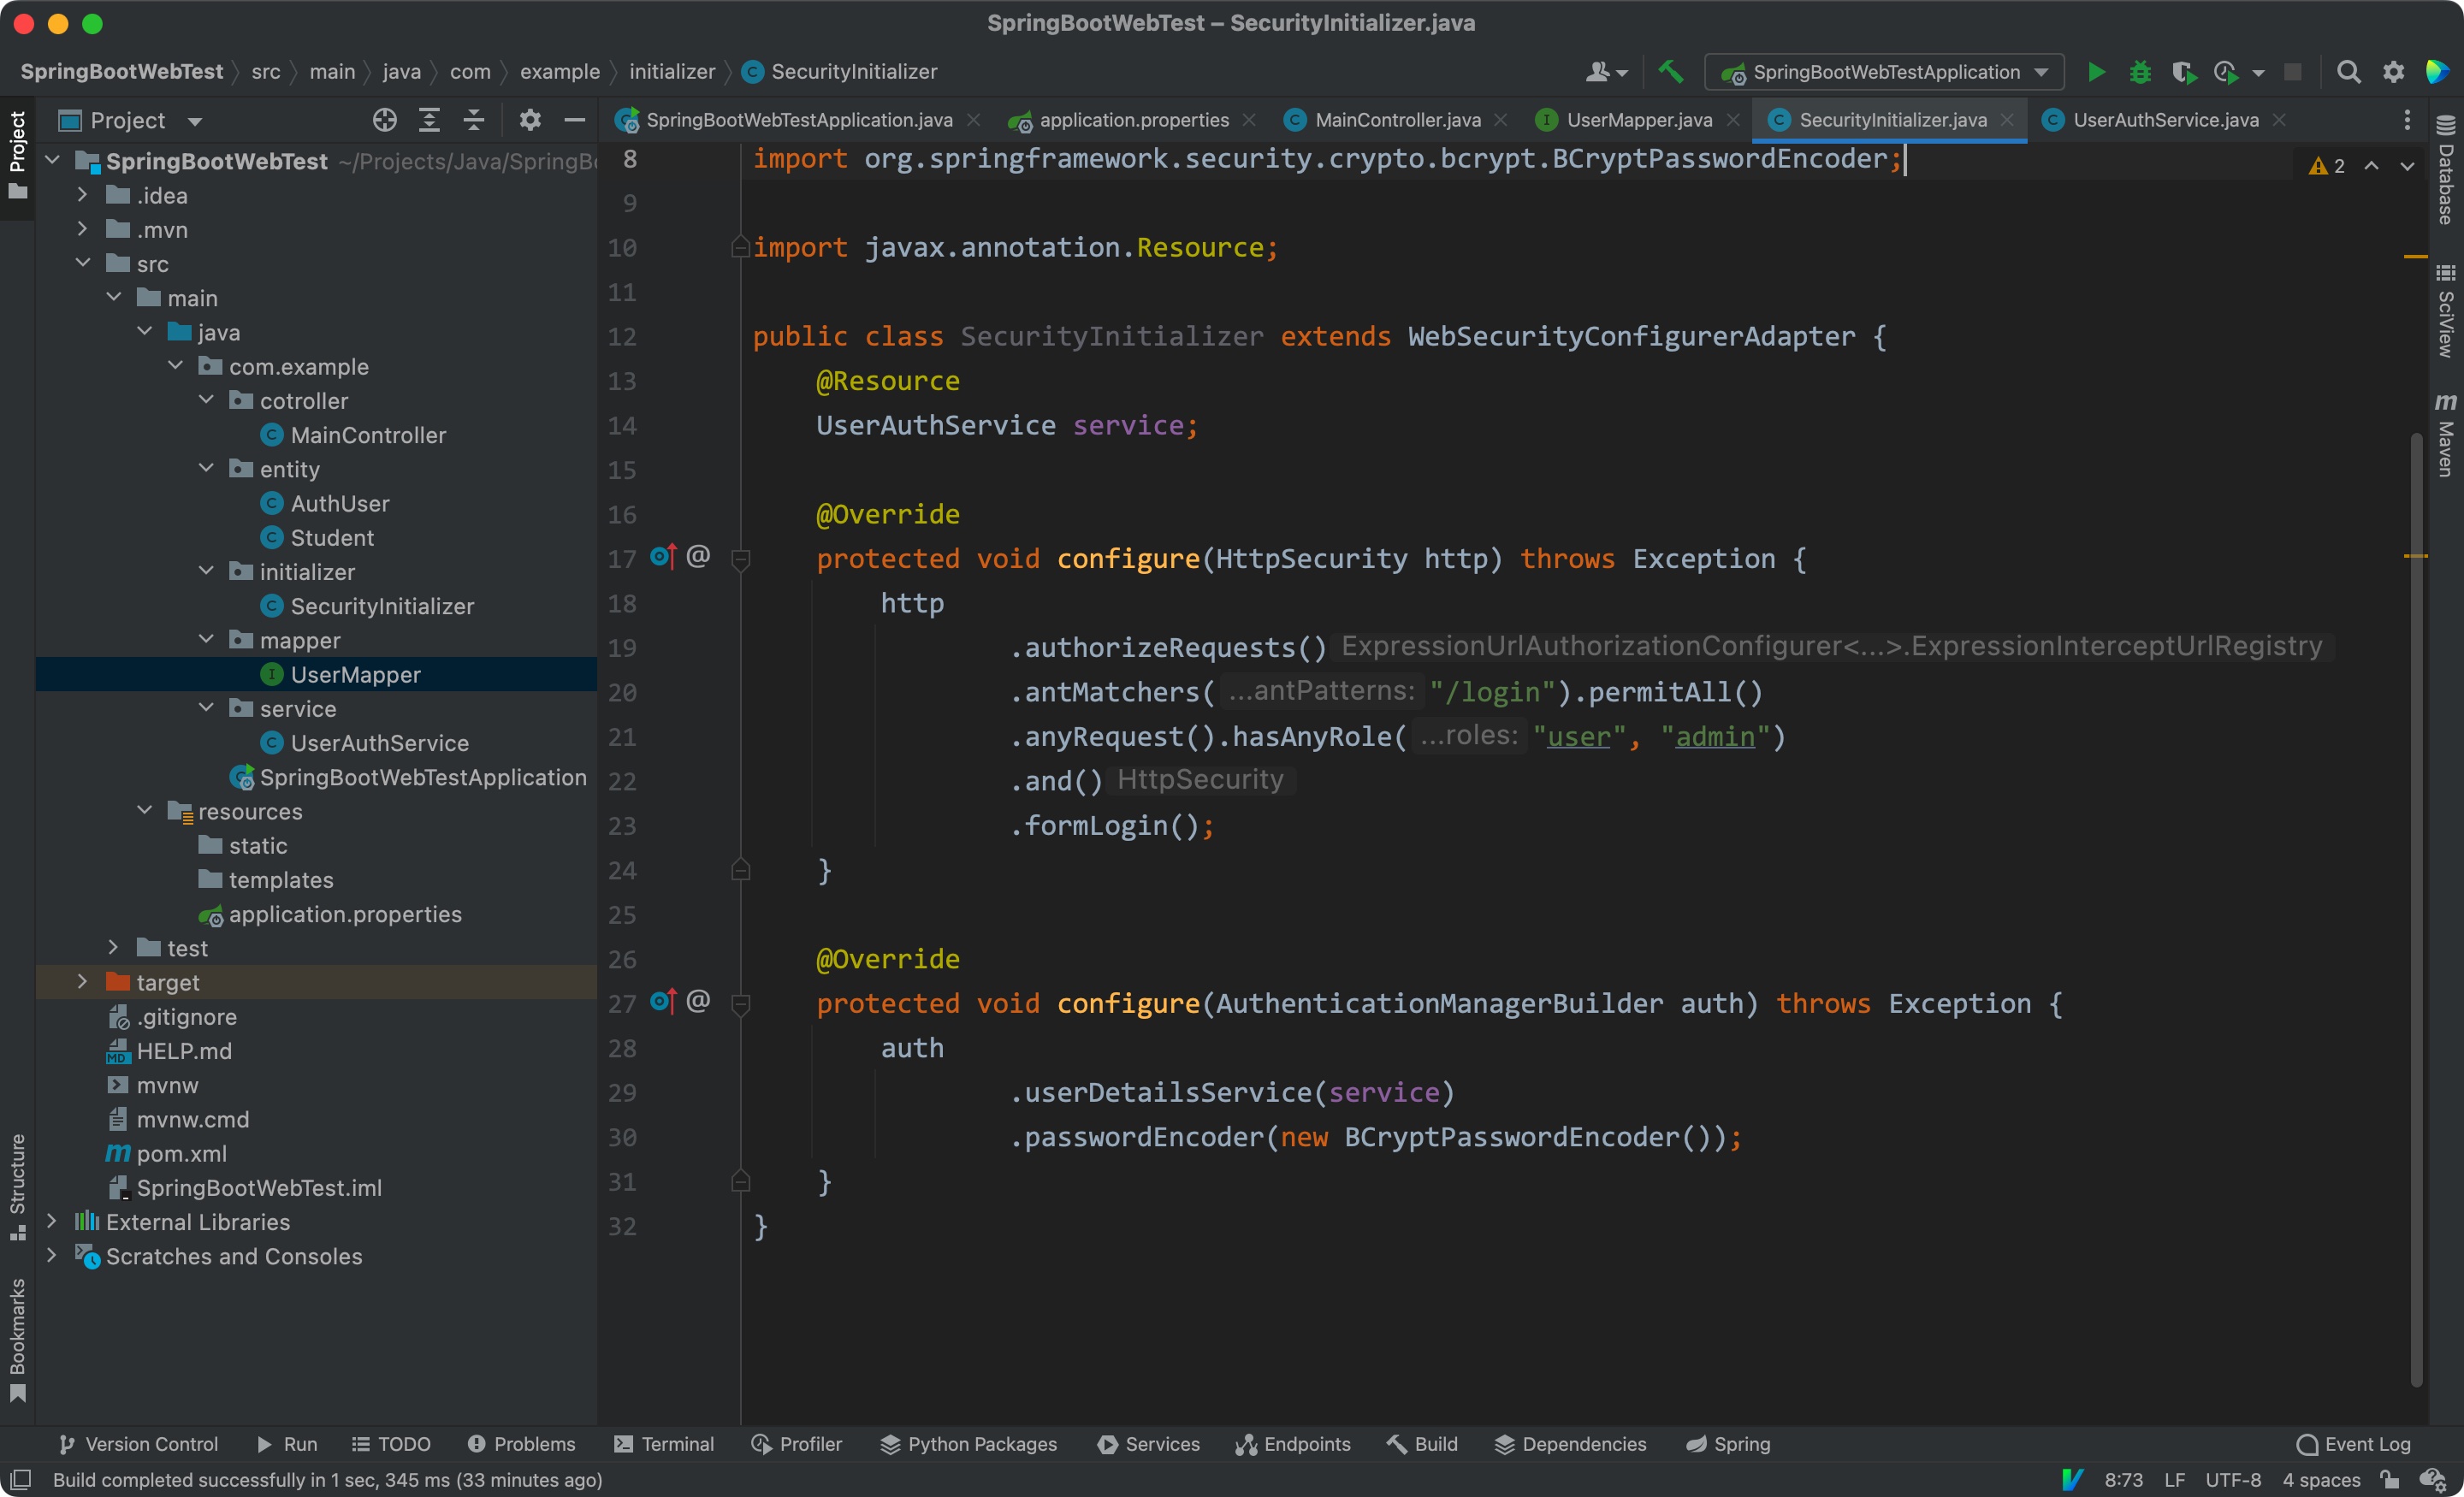 SpringBootWebTest – SecurityInitializer.java
SpringBootWebTest src main java com example initializer SecurityInitializer
SpringBootWebTestApplication
Project
SpringBootWebTestApplication.java application.properties MainController.java UserMapper.java SecurityInitializer.java UserAuthService.java
Project
Structure
Bookmarks
SpringBootWebTest ~/Projects/Java/SpringB
.idea
.mvn
src
main
java
com.example
cotroller
MainController
entity
AuthUser
Student
initializer
SecurityInitializer
mapper
UserMapper
service
UserAuthService
SpringBootWebTestApplication
resources
static
templates
application.properties
test
target
.gitignore
HELP.md
mvnw
mvnw.cmd
pom.xml
SpringBootWebTest.iml
External Libraries
Scratches and Consoles
8 import org.springframework.security.crypto.bcrypt.BCryptPasswordEncoder;
9
10 import javax.annotation.Resource;
11
12 public class SecurityInitializer extends WebSecurityConfigurerAdapter {
13 @Resource
14 UserAuthService service;
15
16 @Override
17 @ protected void configure(HttpSecurity http) throws Exception {
18 http
19 .authorizeRequests() ExpressionUrlAuthorizationConfigurer<...>.ExpressionInterceptUrlRegistry
20 .antMatchers( ...antPatterns: "/login").permitAll()
21 .anyRequest().hasAnyRole( ...roles: "user", "admin")
22 .and() HttpSecurity
23 .formLogin();
24 }
25
26 @Override
27 @ protected void configure(AuthenticationManagerBuilder auth) throws Exception {
28 auth
29 .userDetailsService(service)
30 .passwordEncoder(new BCryptPasswordEncoder());
31 }
32 }
2
Database
SciView
Maven
Version Control Run TODO Problems Terminal Profiler Python Packages Services Endpoints Build Dependencies Spring Event Log
Build completed successfully in 1 sec, 345 ms (33 minutes ago) 8:73 LF UTF-8 4 spaces